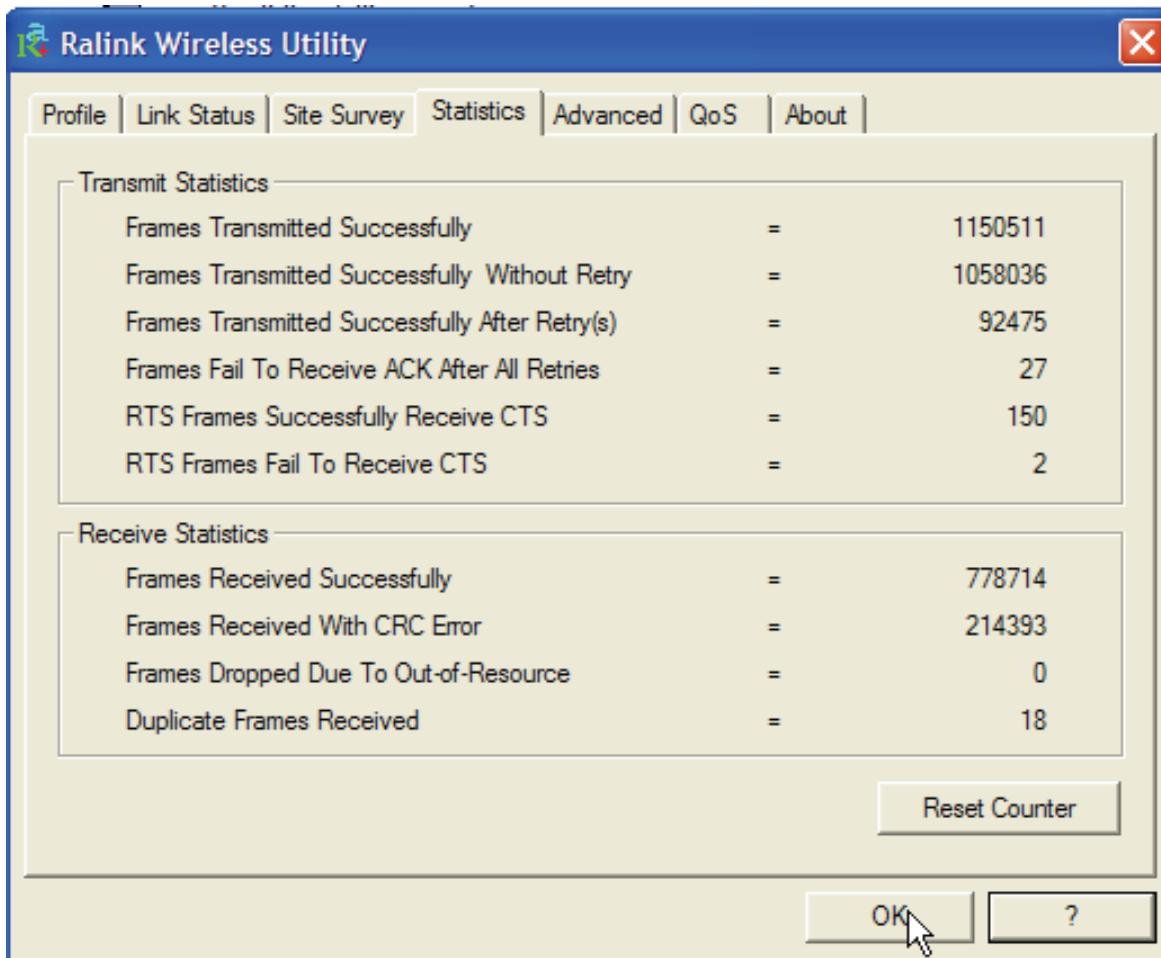 Ralink Wireless Utility
Profile Link Status Site Survey Statistics Advanced QoS About
Transmit Statistics
Frames Transmitted Successfully = 1150511
Frames Transmitted Successfully Without Retry = 1058036
Frames Transmitted Successfully After Retry(s) = 92475
Frames Fail To Receive ACK After All Retries = 27
RTS Frames Successfully Receive CTS = 150
RTS Frames Fail To Receive CTS = 2
Receive Statistics
Frames Received Successfully = 778714
Frames Received With CRC Error = 214393
Frames Dropped Due To Out-of-Resource = 0
Duplicate Frames Received = 18
Reset Counter
OK ?